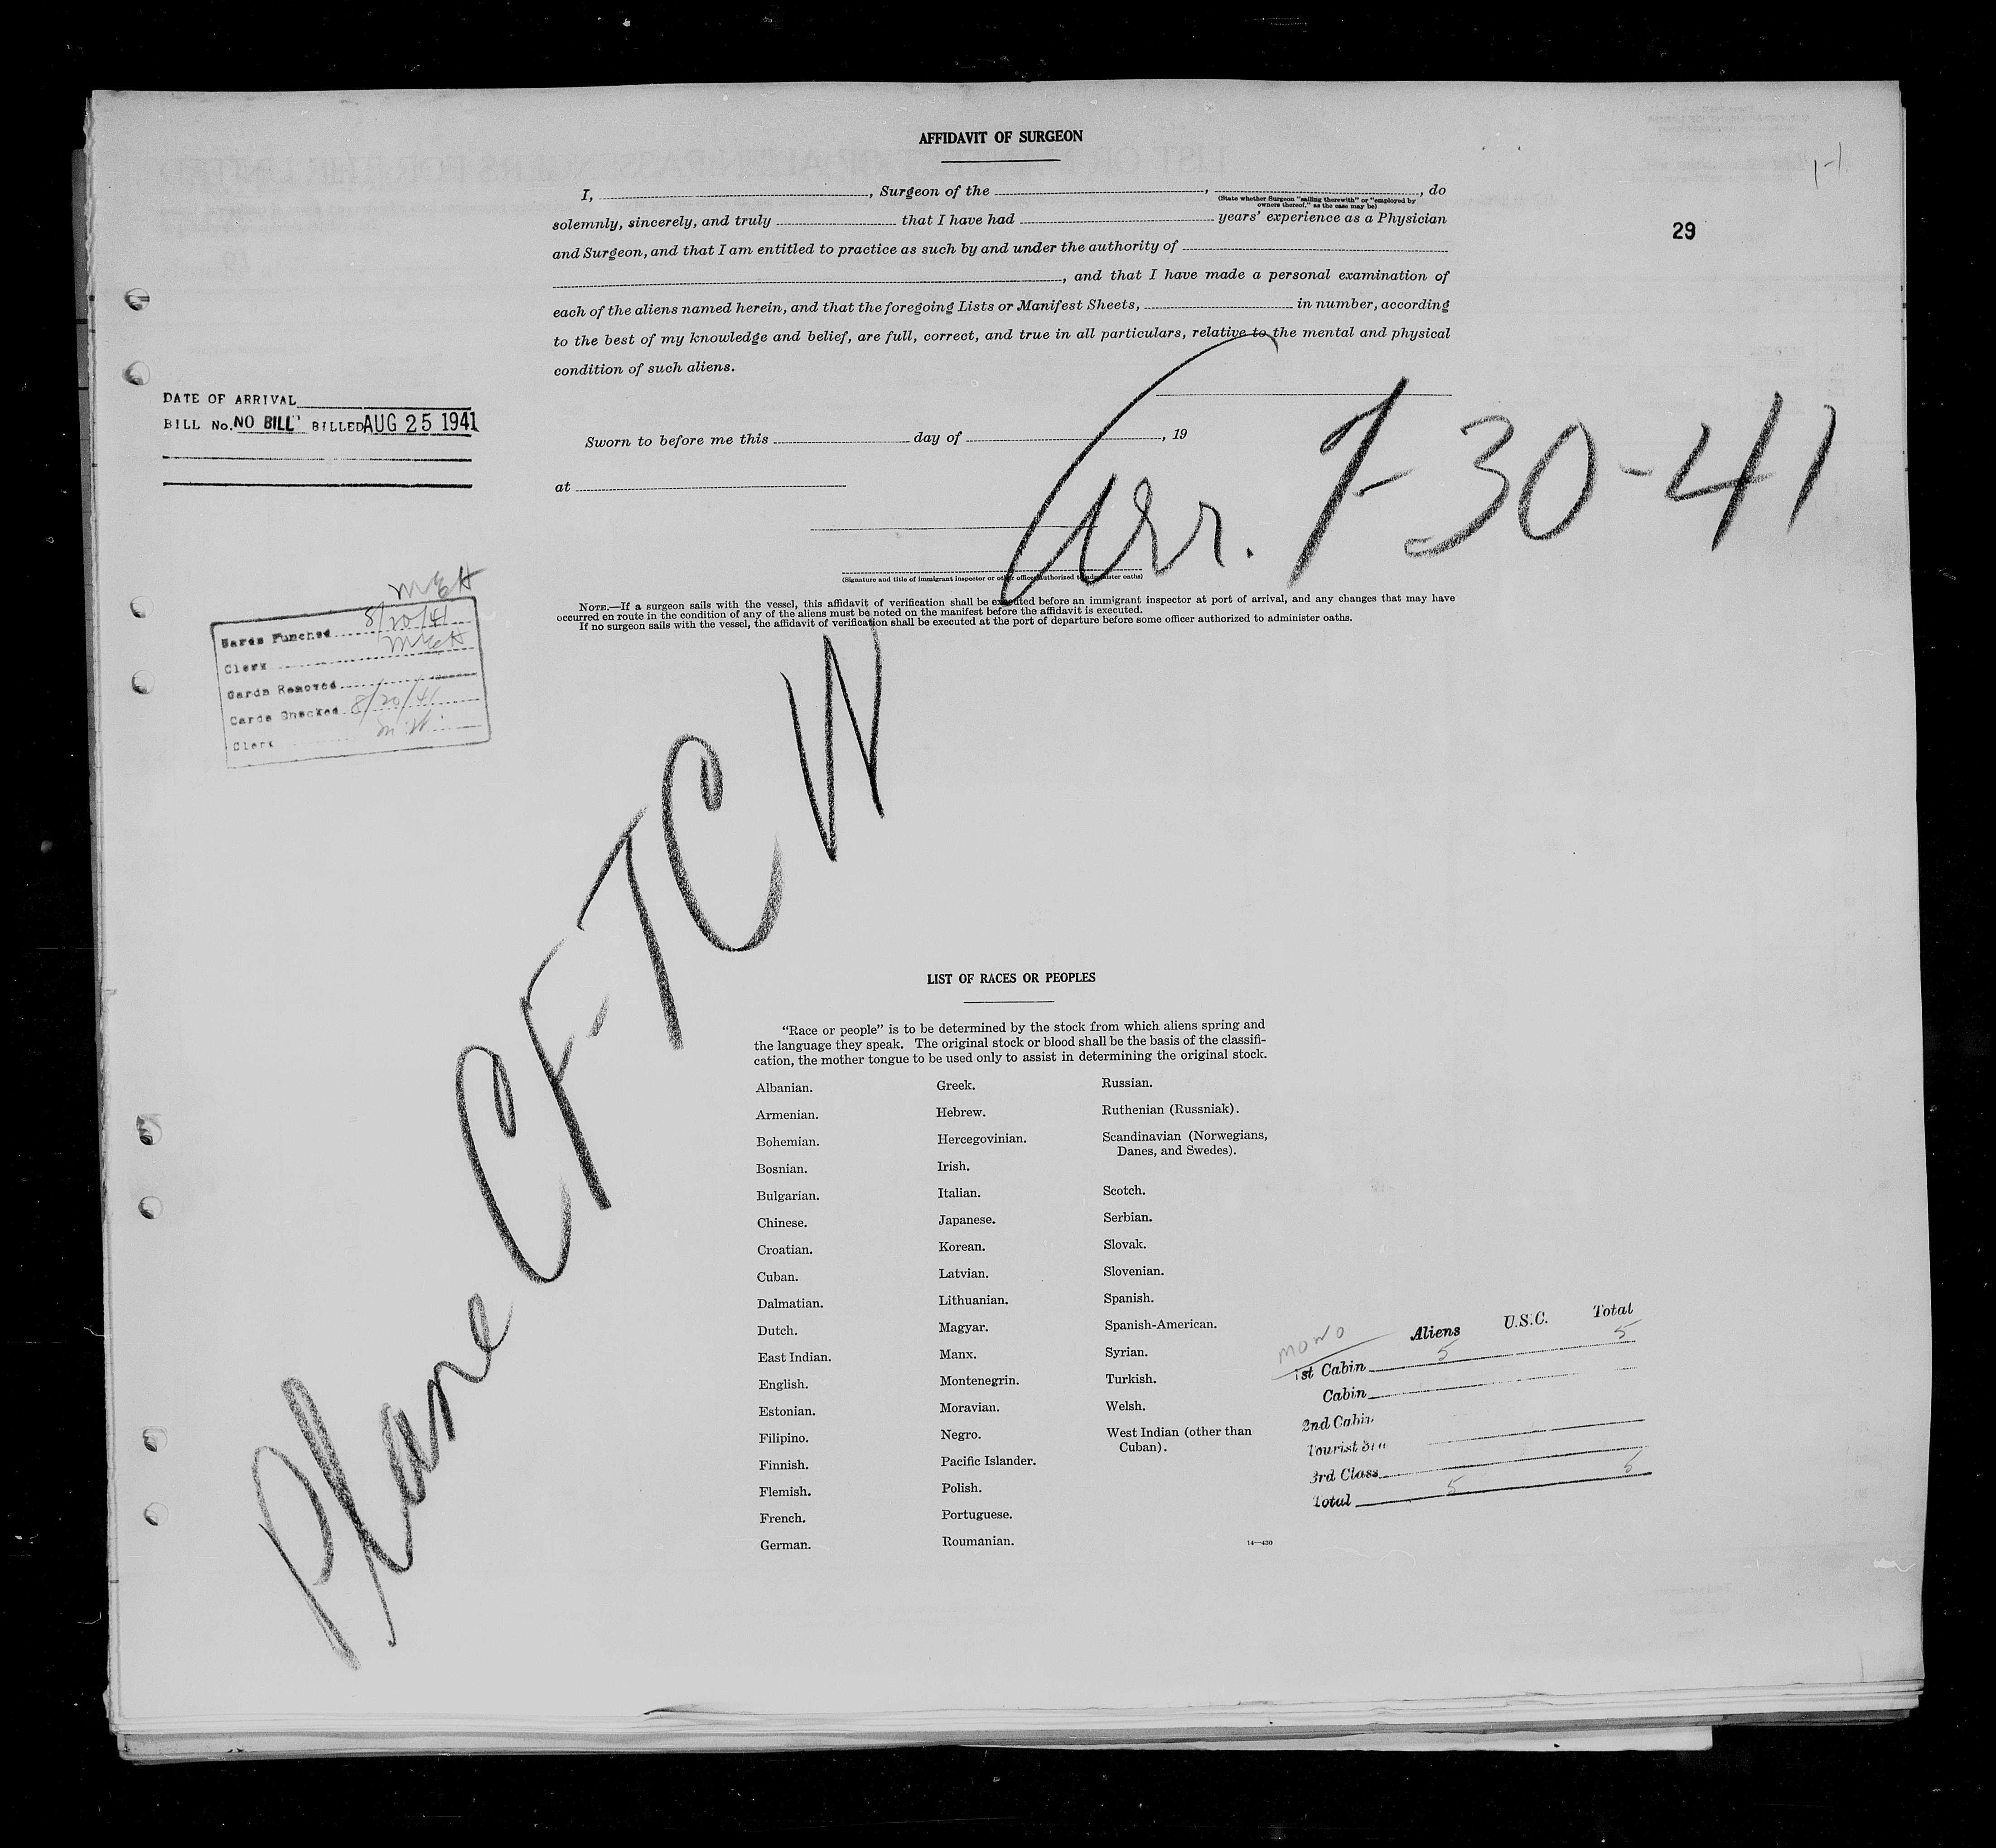 AFFIDAVIT OF SURGEON
1-1
29
I, , Surgeon of the , , do
(State whether Surgeon "sailing therewith" or "employed by
owners thereof," as the case may be)
solemnly, sincerely, and truly that I have had years' experience as a Physician
and Surgeon, and that I am entitled to practice as such by and under the authority of
, and that I have made a personal examination of
each of the aliens named herein, and that the foregoing Lists or Manifest Sheets, in number, according
to the best of my knowledge and belief, are full, correct, and true in all particulars, relative to the mental and physical
condition of such aliens.
DATE OF ARRIVAL
BILL No. NO BILL BILLED AUG 25 1941
Sworn to before me this day of , 19
at
Arr. 7-30-41
(Signature and title of immigrant inspector or other officer authorized to administer oaths)
NOTE.—If a surgeon sails with the vessel, this affidavit of verification shall be executed before an immigrant inspector at port of arrival, and any changes that may have
occurred en route in the condition of any of the aliens must be noted on the manifest before the affidavit is executed.
If no surgeon sails with the vessel, the affidavit of verification shall be executed at the port of departure before some officer authorized to administer oaths.
Cards Punched 8/20/41
Clerk
Cards Removed
Cards Checked 8/20/41
Clerk
Plane CF-TCW
LIST OF RACES OR PEOPLES
"Race or people" is to be determined by the stock from which aliens spring and
the language they speak. The original stock or blood shall be the basis of the classifi-
cation, the mother tongue to be used only to assist in determining the original stock.
Albanian.
Armenian.
Bohemian.
Bosnian.
Bulgarian.
Chinese.
Croatian.
Cuban.
Dalmatian.
Dutch.
East Indian.
English.
Estonian.
Filipino.
Finnish.
Flemish.
French.
German.
Greek.
Hebrew.
Hercegovinian.
Irish.
Italian.
Japanese.
Korean.
Latvian.
Lithuanian.
Magyar.
Manx.
Montenegrin.
Moravian.
Negro.
Pacific Islander.
Polish.
Portuguese.
Roumanian.
Russian.
Ruthenian (Russniak).
Scandinavian (Norwegians,
Danes, and Swedes).
Scotch.
Serbian.
Slovak.
Slovenian.
Spanish.
Spanish-American.
Syrian.
Turkish.
Welsh.
West Indian (other than
Cuban).
14—430
Aliens U.S.C. Total
mono
1st Cabin 5 5
Cabin
2nd Cabin
Tourist 3rd
3rd Class
Total 5 5